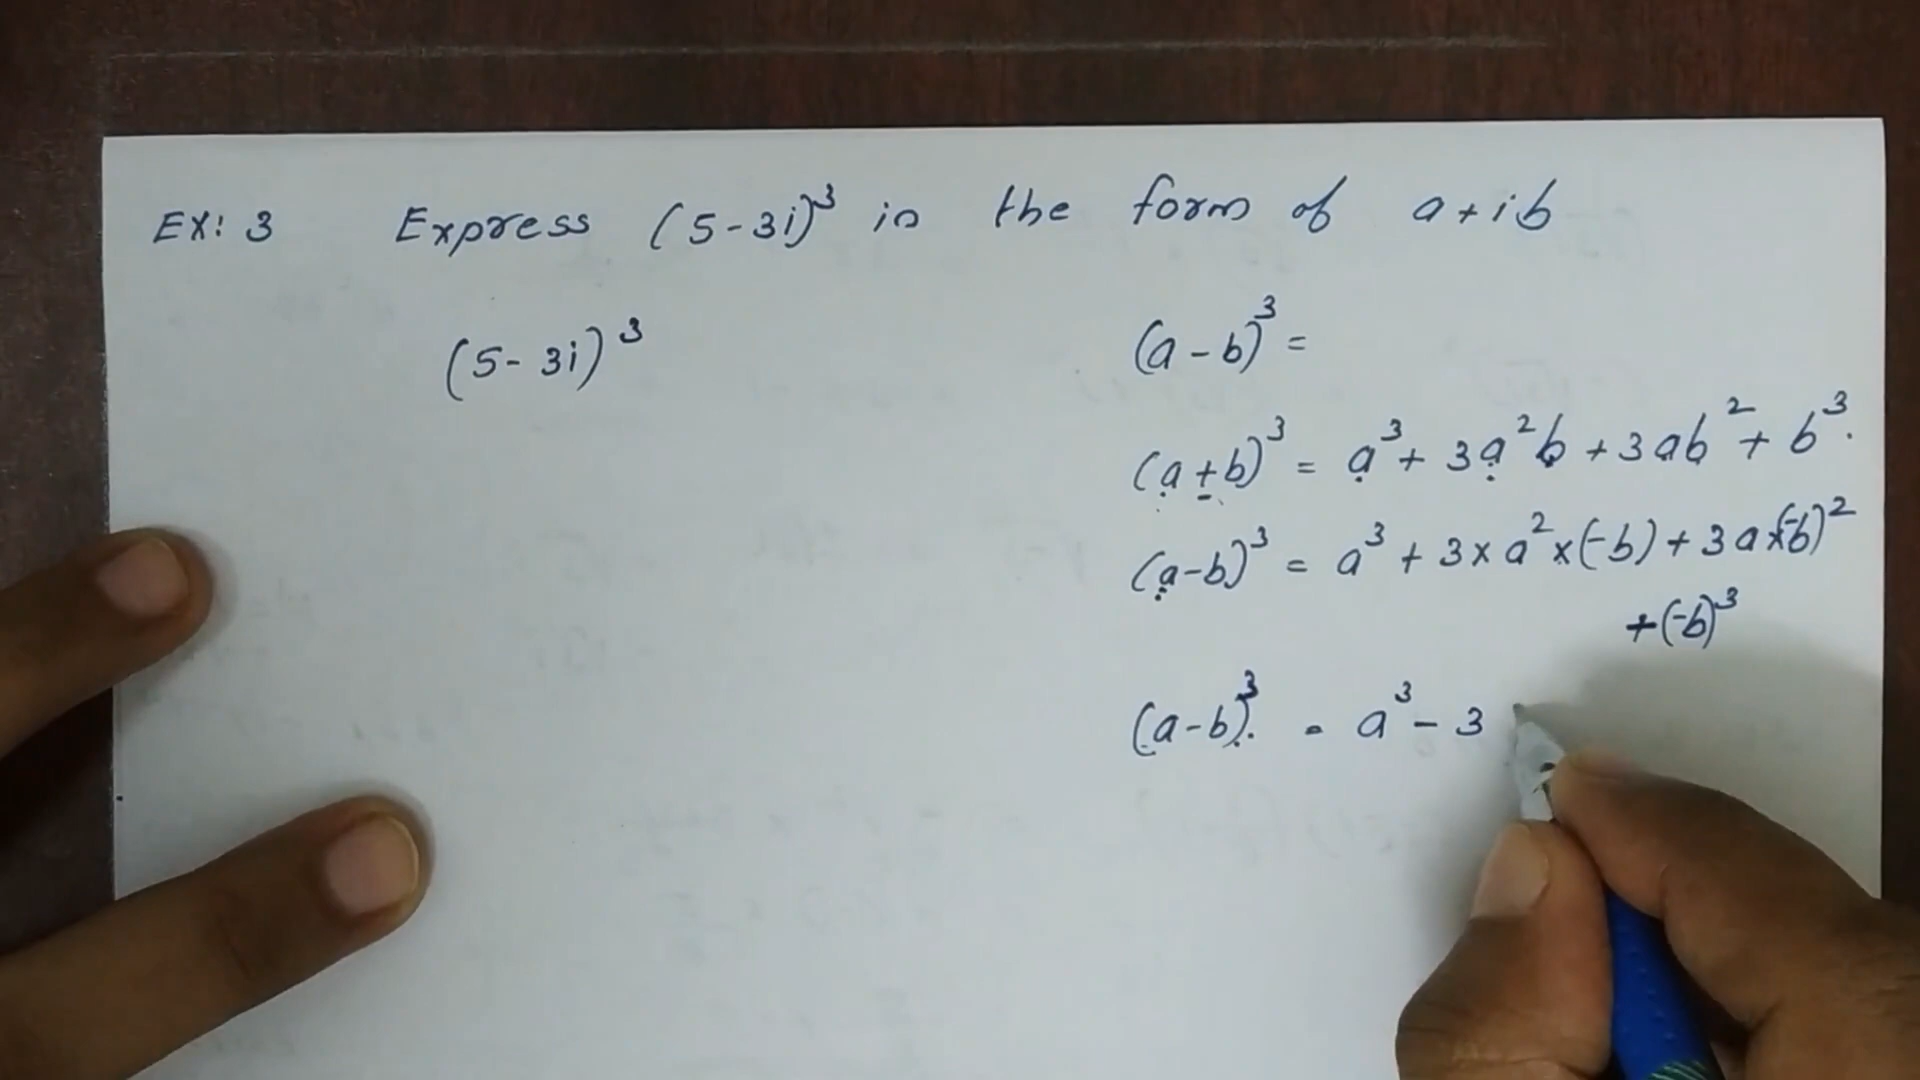 EX: 3 Express (5-3i)³ in the form of a+ib
(5-3i)³
(a-b)³ =
(a+b)³ = a³ + 3a²b + 3ab² + b³.
(a-b)³ = a³ + 3×a²×(-b) + 3a×(-b)²
+(-b)³
(a-b)³ = a³ - 3